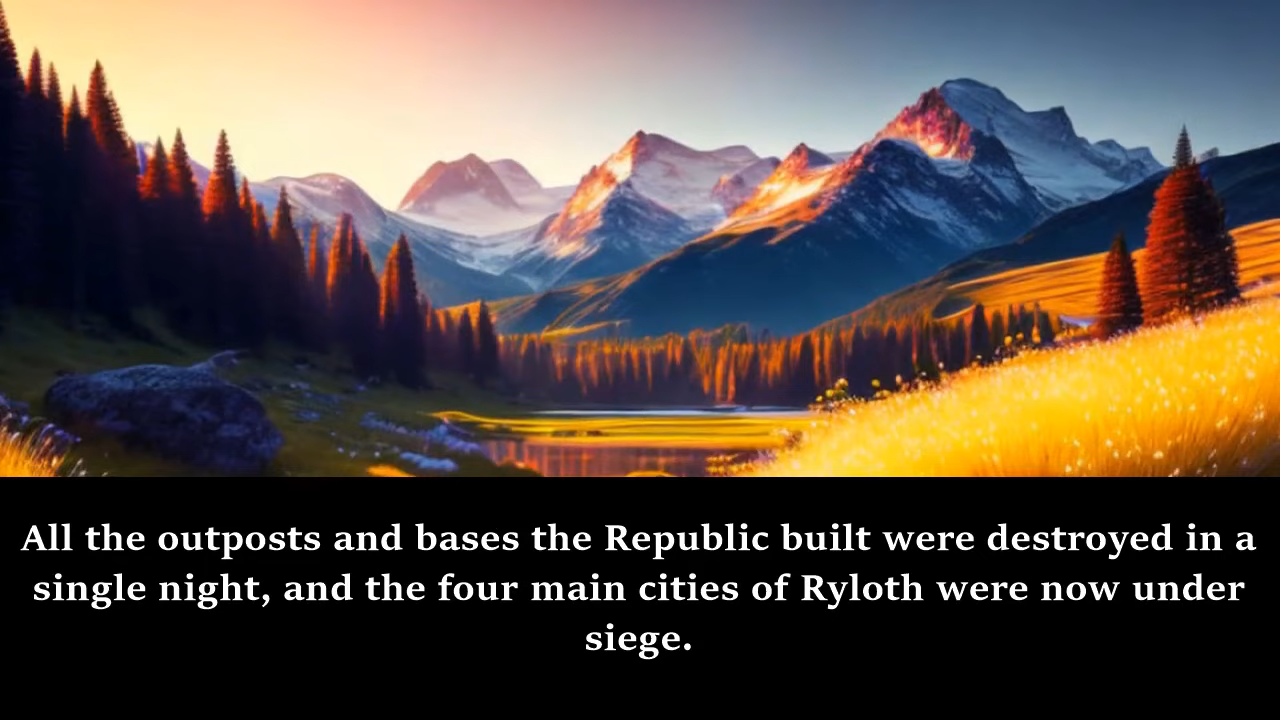 All the outposts and bases the Republic built were destroyed in a
single night, and the four main cities of Ryloth were now under
siege.